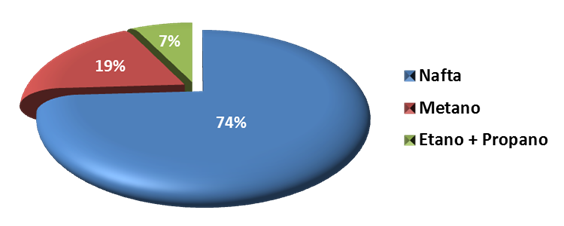 7%
19%
74%
Nafta
Metano
Etano + Propano